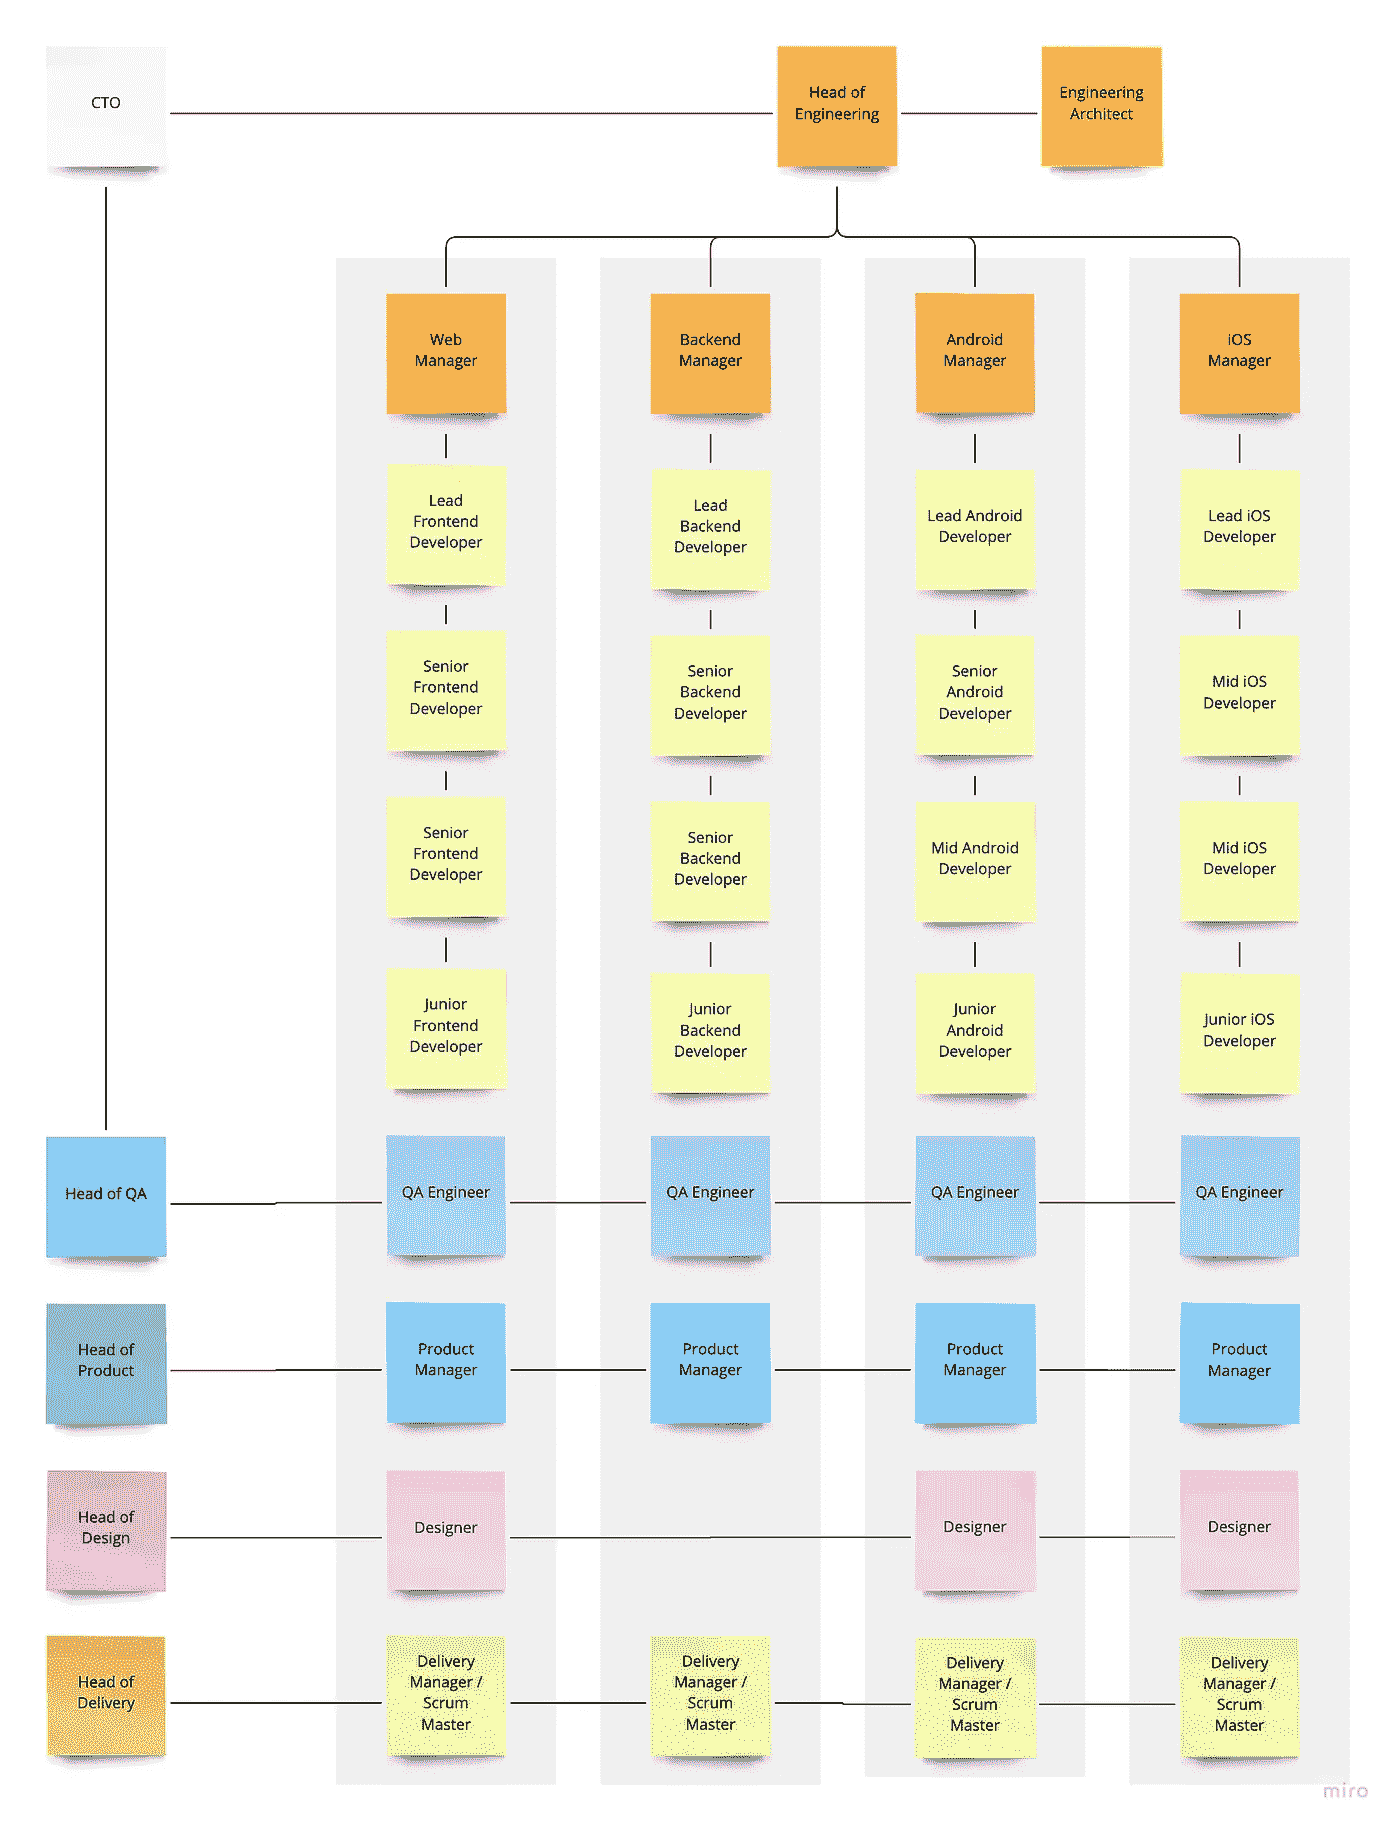 CTO
Head of
Engineering
Engineering
Architect
Web
Manager
Backend
Manager
Android
Manager
iOS
Manager
Lead
Frontend
Developer
Lead
Backend
Developer
Lead Android
Developer
Lead iOS
Developer
Senior
Frontend
Developer
Senior
Backend
Developer
Senior
Android
Developer
Mid iOS
Developer
Senior
Frontend
Developer
Senior
Backend
Developer
Mid Android
Developer
Mid iOS
Developer
Junior
Frontend
Developer
Junior
Backend
Developer
Junior
Android
Developer
Junior iOS
Developer
Head of QA
QA Engineer
QA Engineer
QA Engineer
QA Engineer
Head of
Product
Product
Manager
Product
Manager
Product
Manager
Product
Manager
Head of
Design
Designer
Designer
Designer
Head of
Delivery
Delivery
Manager /
Scrum
Master
Delivery
Manager /
Scrum
Master
Delivery
Manager /
Scrum
Master
Delivery
Manager /
Scrum
Master
miro